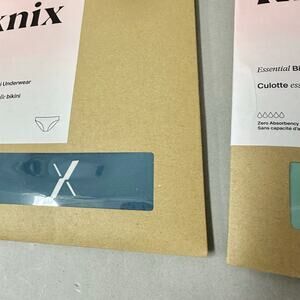 knix
Underwear
bikini
Essential Bi
Culotte ess
Zero Absorbency
Sans capacité d'a
X